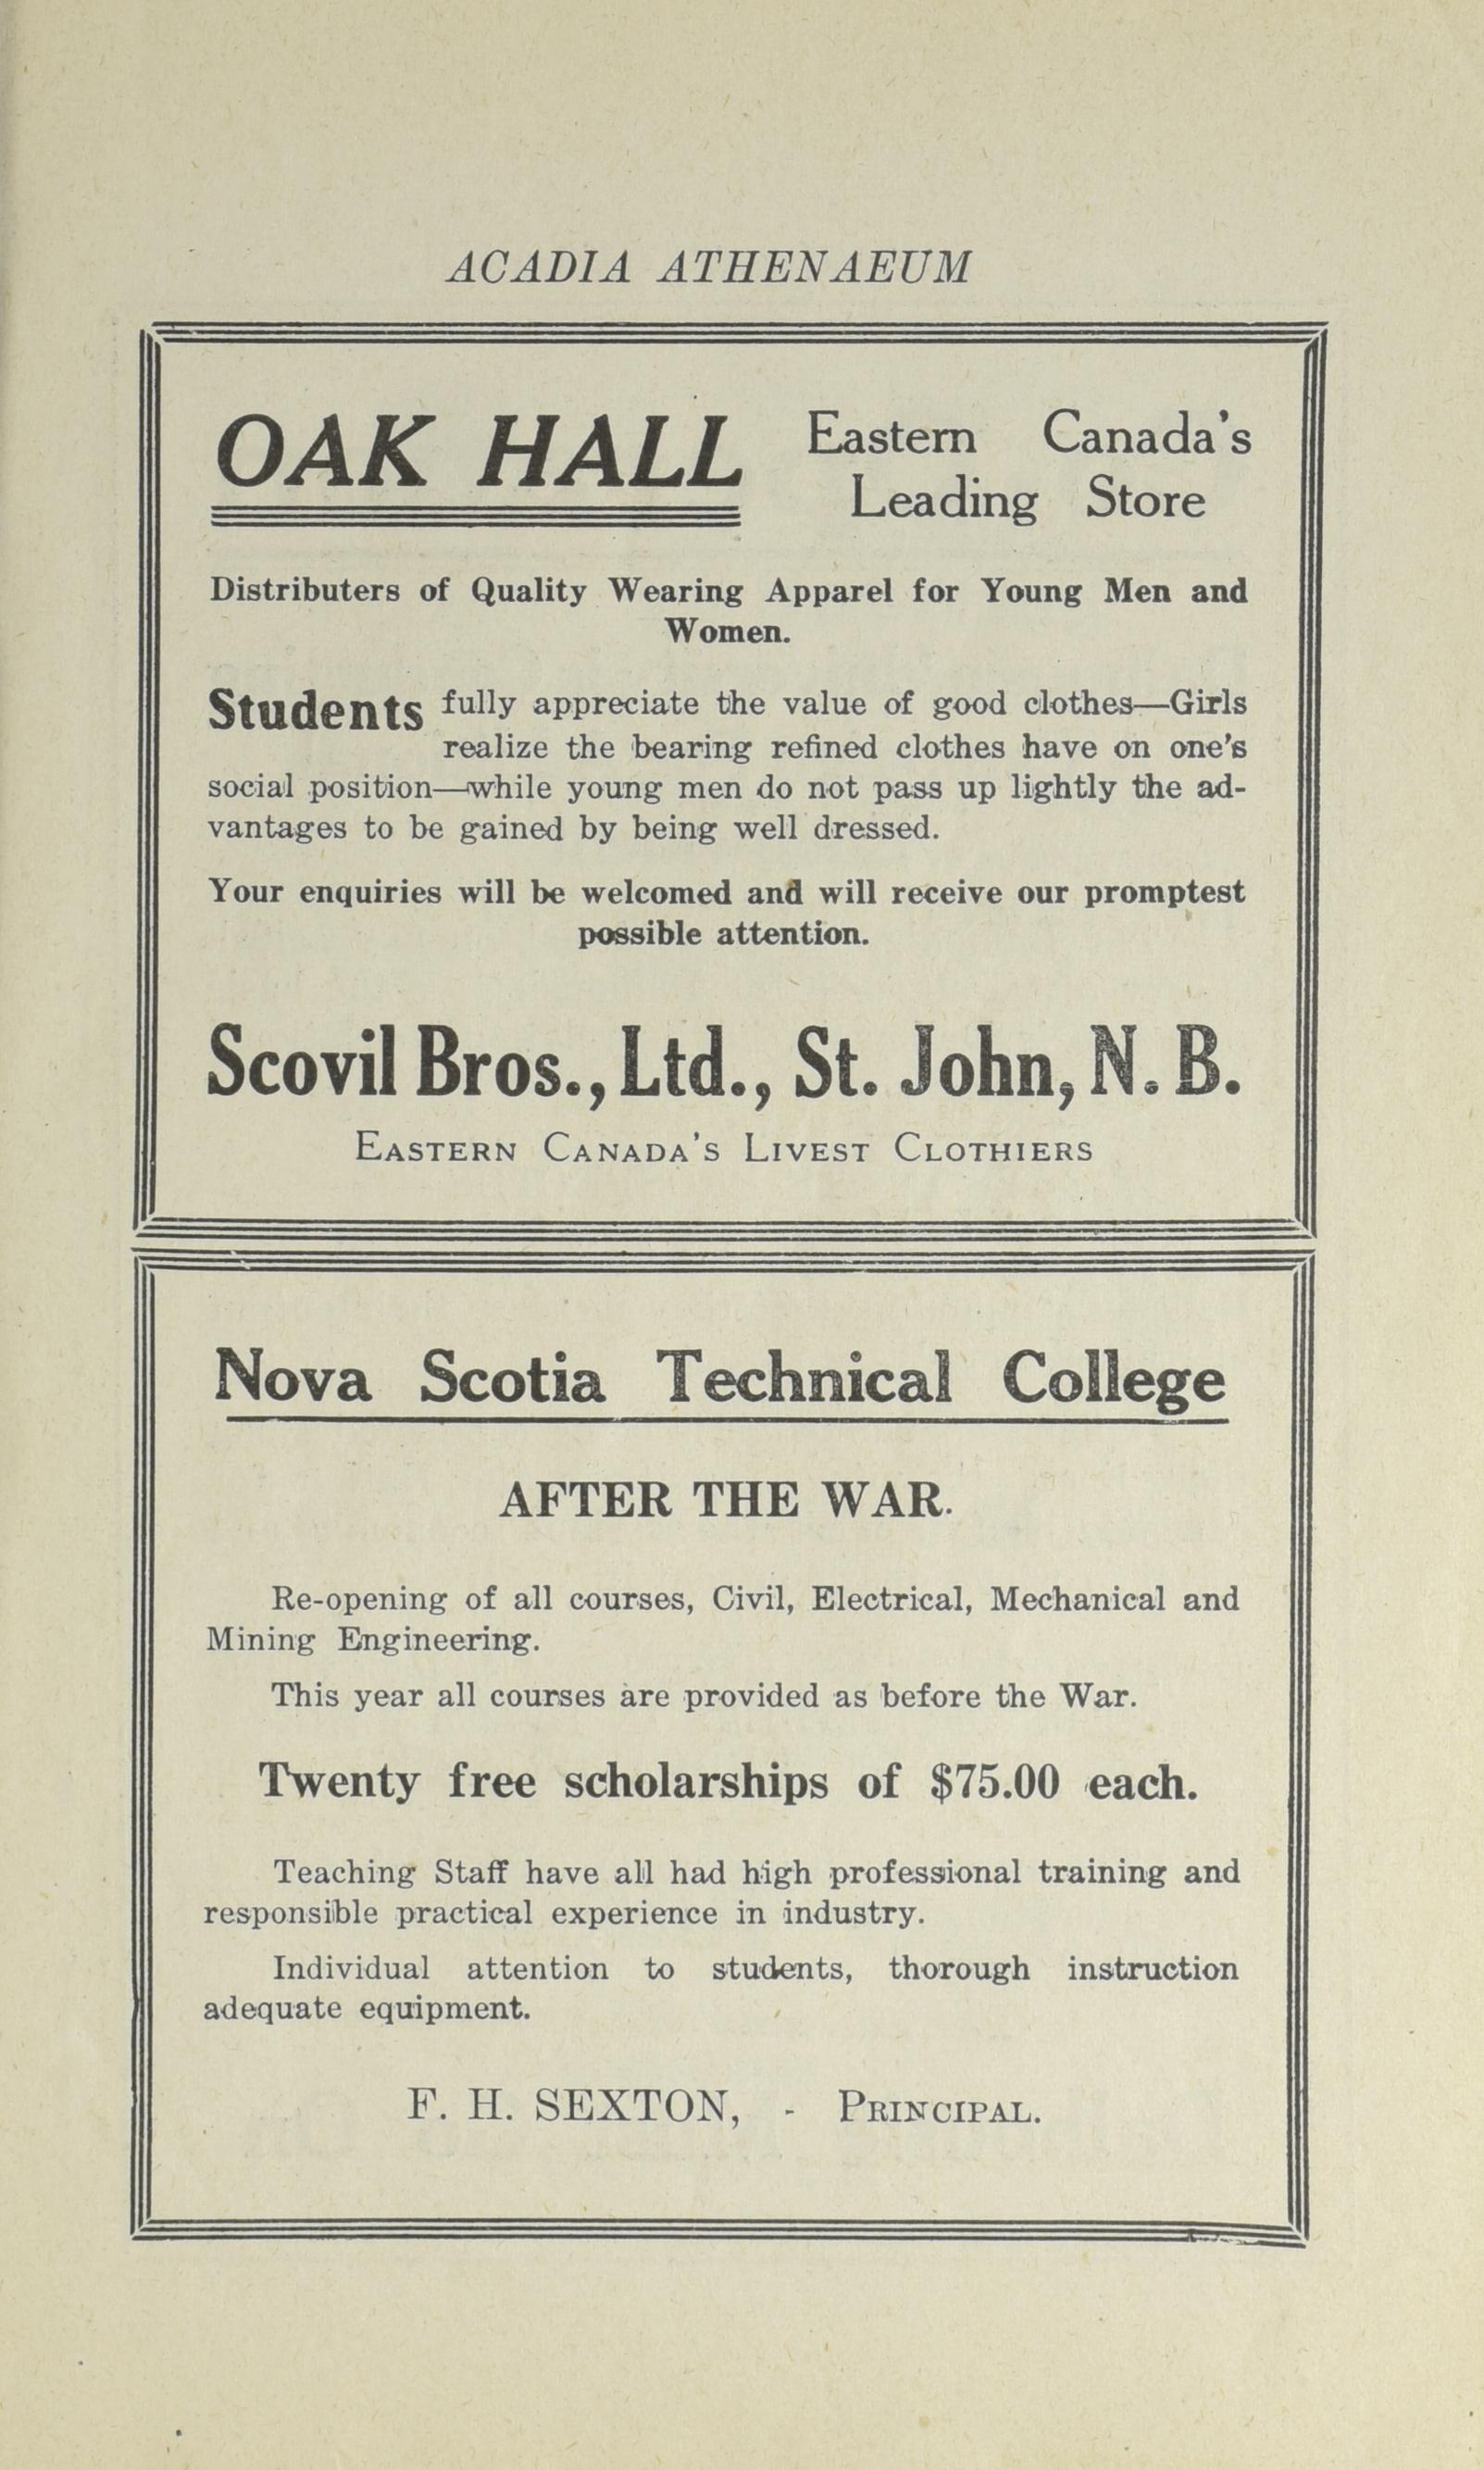 ACADIA ATHENAEUM
OAK HALL
Eastern Canada's
Leading Store
Distributers of Quality Wearing Apparel for Young Men and
Women.
Students fully appreciate the value of good clothes—Girls
realize the bearing refined clothes have on one's
social position—while young men do not pass up lightly the ad-
vantages to be gained by being well dressed.
Your enquiries will be welcomed and will receive our promptest
possible attention.
Scovil Bros., Ltd., St. John, N. B.
EASTERN CANADA'S LIVEST CLOTHIERS
Nova Scotia Technical College
AFTER THE WAR.
Re-opening of all courses, Civil, Electrical, Mechanical and
Mining Engineering.
This year all courses are provided as before the War.
Twenty free scholarships of $75.00 each.
Teaching Staff have all had high professional training and
responsible practical experience in industry.
Individual attention to students, thorough instruction
adequate equipment.
F. H. SEXTON, - PRINCIPAL.